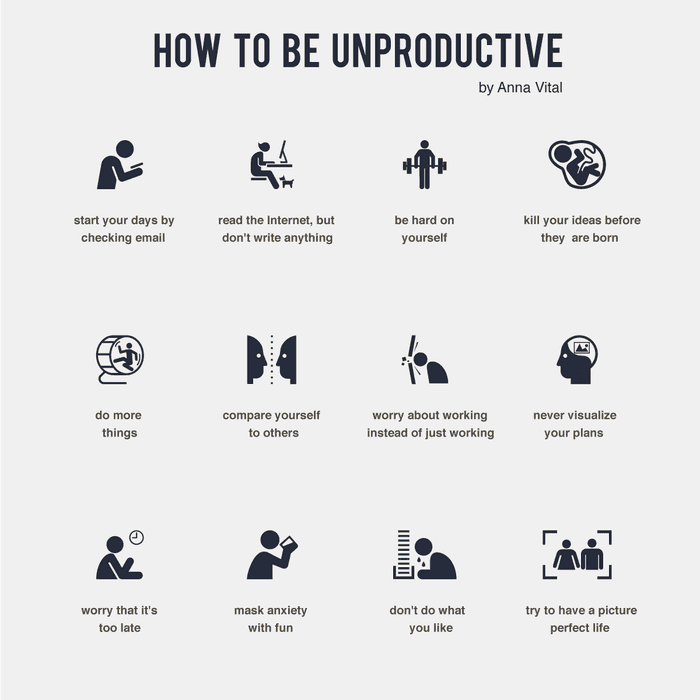 HOW TO BE UNPRODUCTIVE
by Anna Vital
start your days by
checking email
read the Internet, but
don't write anything
be hard on
yourself
kill your ideas before
they are born
do more
things
compare yourself
to others
worry about working
instead of just working
never visualize
your plans
worry that it's
too late
mask anxiety
with fun
don't do what
you like
try to have a picture
perfect life